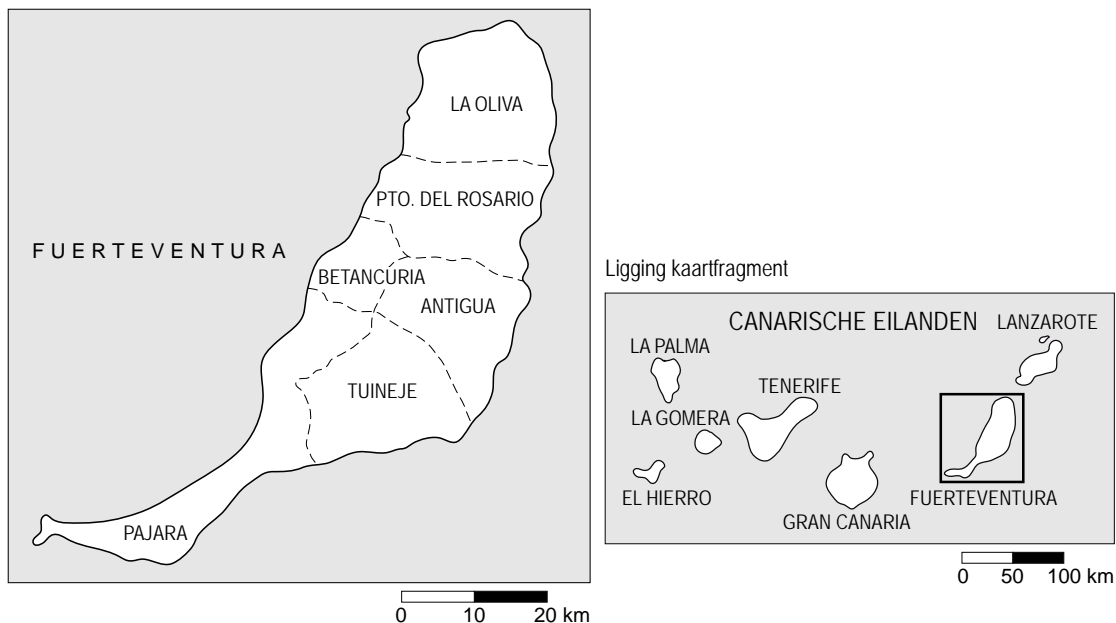 LA OLIVA
PTO. DEL ROSARIO
FUERTEVENTURA
BETANCURIA
ANTIGUA
TUINEJE
PAJARA
0 10 20 km
Ligging kaartfragment
CANARISCHE EILANDEN
LANZAROTE
LA PALMA
TENERIFE
LA GOMERA
EL HIERRO
FUERTEVENTURA
GRAN CANARIA
0 50 100 km